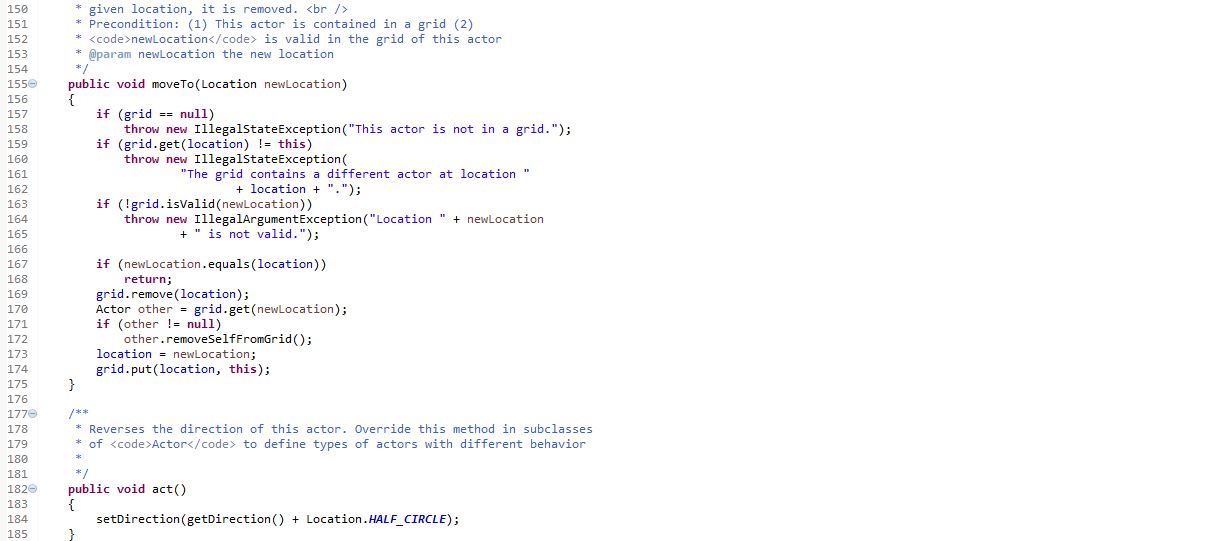 150 * given location, it is removed. <br />
151 * Precondition: (1) This actor is contained in a grid (2)
152 * <code>newLocation</code> is valid in the grid of this actor
153 * @param newLocation the new location
154 */
155 public void moveTo(Location newLocation)
156 {
157 if (grid == null)
158 throw new IllegalStateException("This actor is not in a grid.");
159 if (grid.get(location) != this)
160 throw new IllegalStateException(
161 "The grid contains a different actor at location "
162 + location + ".");
163 if (!grid.isValid(newLocation))
164 throw new IllegalArgumentException("Location " + newLocation
165 + " is not valid.");
166
167 if (newLocation.equals(location))
168 return;
169 grid.remove(location);
170 Actor other = grid.get(newLocation);
171 if (other != null)
172 other.removeSelfFromGrid();
173 location = newLocation;
174 grid.put(location, this);
175 }
176
177 /**
178 * Reverses the direction of this actor. Override this method in subclasses
179 * of <code>Actor</code> to define types of actors with different behavior
180 *
181 */
182 public void act()
183 {
184 setDirection(getDirection() + Location.HALF_CIRCLE);
185 }